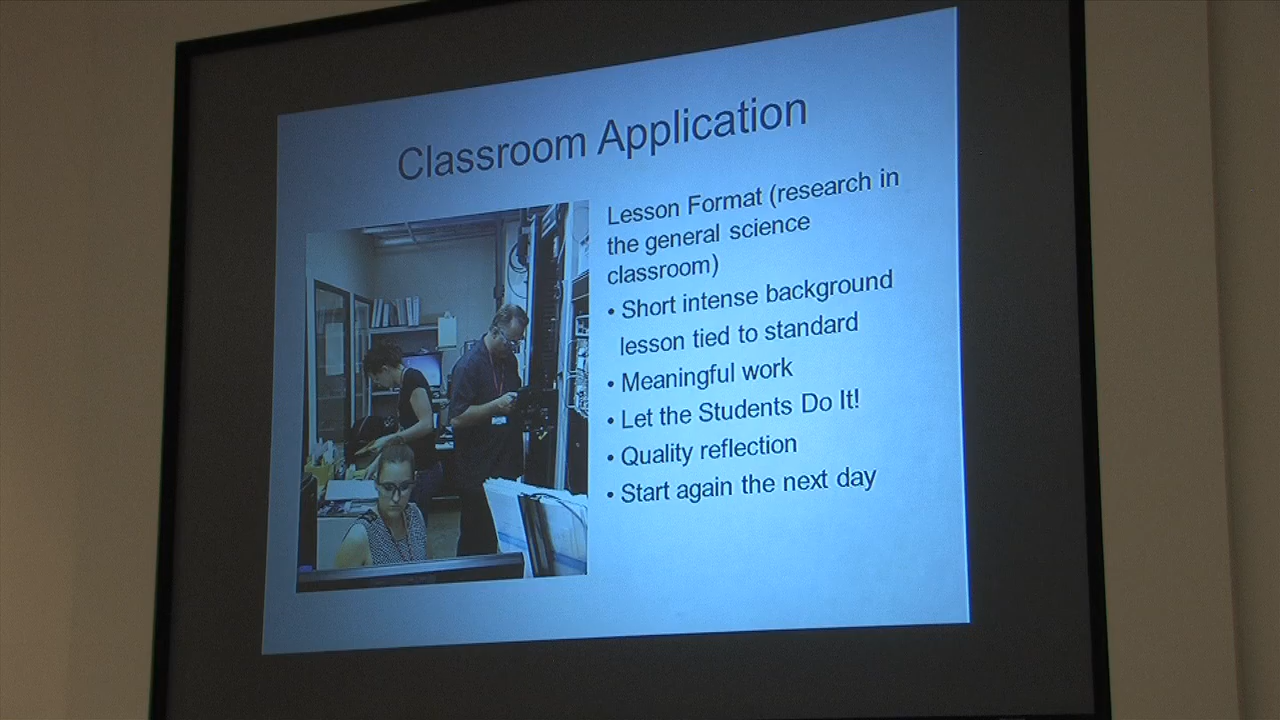 Classroom Application
Lesson Format (research in
the general science
classroom)
• Short intense background
lesson tied to standard
• Meaningful work
• Let the Students Do It!
• Quality reflection
• Start again the next day